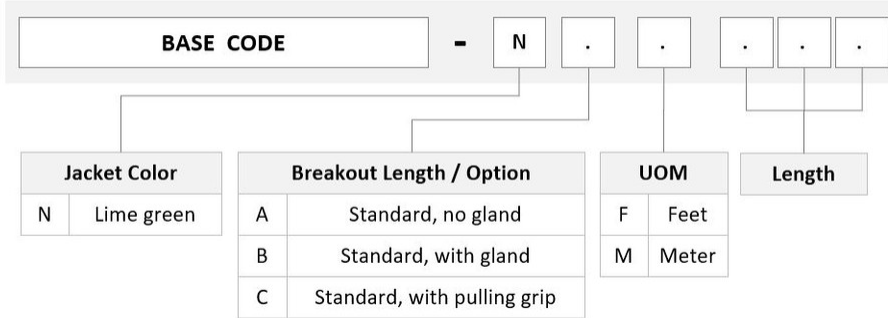 BASE CODE - N . . . . .
Jacket Color
N Lime green
Breakout Length / Option
A Standard, no gland
B Standard, with gland
C Standard, with pulling grip
UOM
F Feet
M Meter
Length